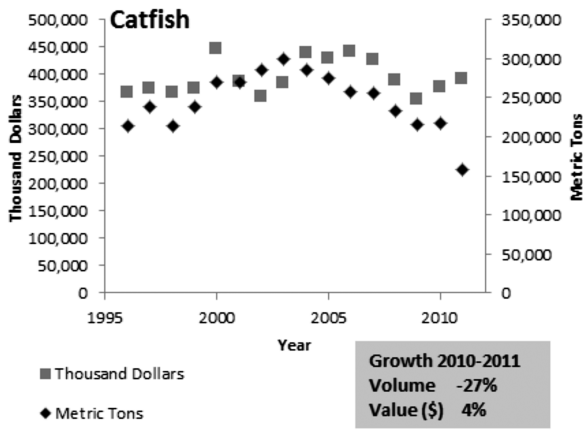 Catfish
500,000
450,000
400,000
350,000
300,000
250,000
200,000
150,000
100,000
50,000
0
Thousand Dollars
350,000
300,000
250,000
200,000
150,000
100,000
50,000
0
Metric Tons
1995 2000 2005 2010
Year
Thousand Dollars
Metric Tons
Growth 2010-2011
Volume -27%
Value ($) 4%